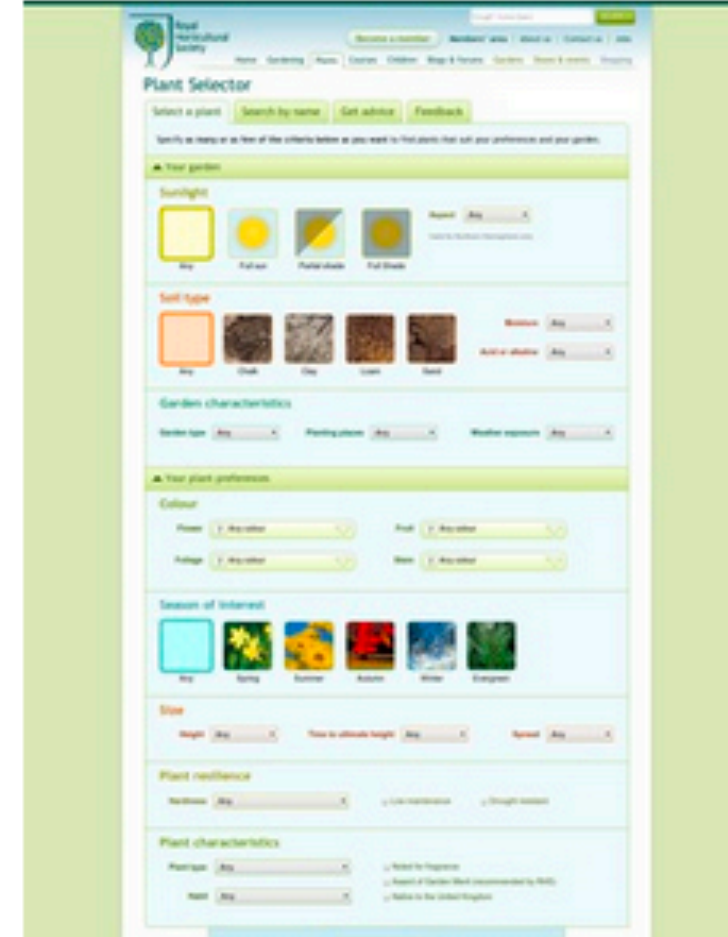 Royal
Horticultural
Society
Become a member Members' area About us Contact us Jobs
Home Gardening Plants Courses Children Blogs & forums Gardens Shows & events Shopping
Plant Selector
Select a plant Search by name Get advice Feedback
Specify as many or as few of the criteria below as you want to find plants that suit your preferences and your garden.
Your garden
Sunlight
Aspect Any
Any Full sun Partial shade Full Shade
Soil type
Moisture Any
Acid or alkaline Any
Any Chalk Clay Loam Sand
Garden characteristics
Garden type Any Planting places Any Weather exposure Any
Your plant preferences
Colour
Flower Any colour Fruit Any colour
Foliage Any colour Stem Any colour
Season of interest
Any Spring Summer Autumn Winter Evergreen
Size
Height Any Time to ultimate height Any Spread Any
Plant resilience
Hardiness Any Low maintenance Drought resistant
Plant characteristics
Plant type Any Noted for fragrance
Award of Garden Merit (recommended by RHS)
Habit Any Native to the United Kingdom